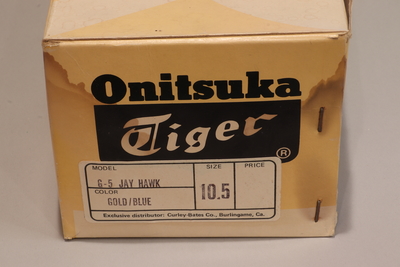 Onitsuka
Tiger
®
MODEL SIZE PRICE
G-5 JAY HAWK 10.5
COLOR
GOLD/BLUE
Exclusive distributor: Curley-Bates Co., Burlingame, Ca.